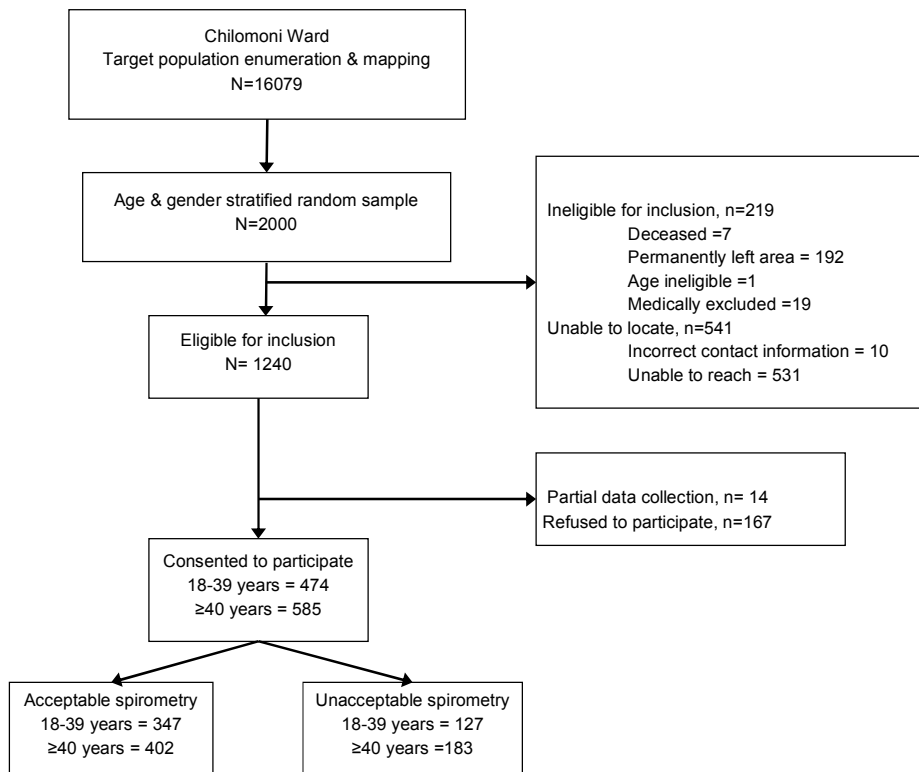 Chilomoni Ward
Target population enumeration & mapping
N=16079
Age & gender stratified random sample
N=2000
Ineligible for inclusion, n=219
Deceased =7
Permanently left area = 192
Age ineligible =1
Medically excluded =19
Unable to locate, n=541
Incorrect contact information = 10
Unable to reach = 531
Eligible for inclusion
N= 1240
Partial data collection, n= 14
Refused to participate, n=167
Consented to participate
18-39 years = 474
≥40 years = 585
Acceptable spirometry
18-39 years = 347
≥40 years = 402
Unacceptable spirometry
18-39 years = 127
≥40 years =183